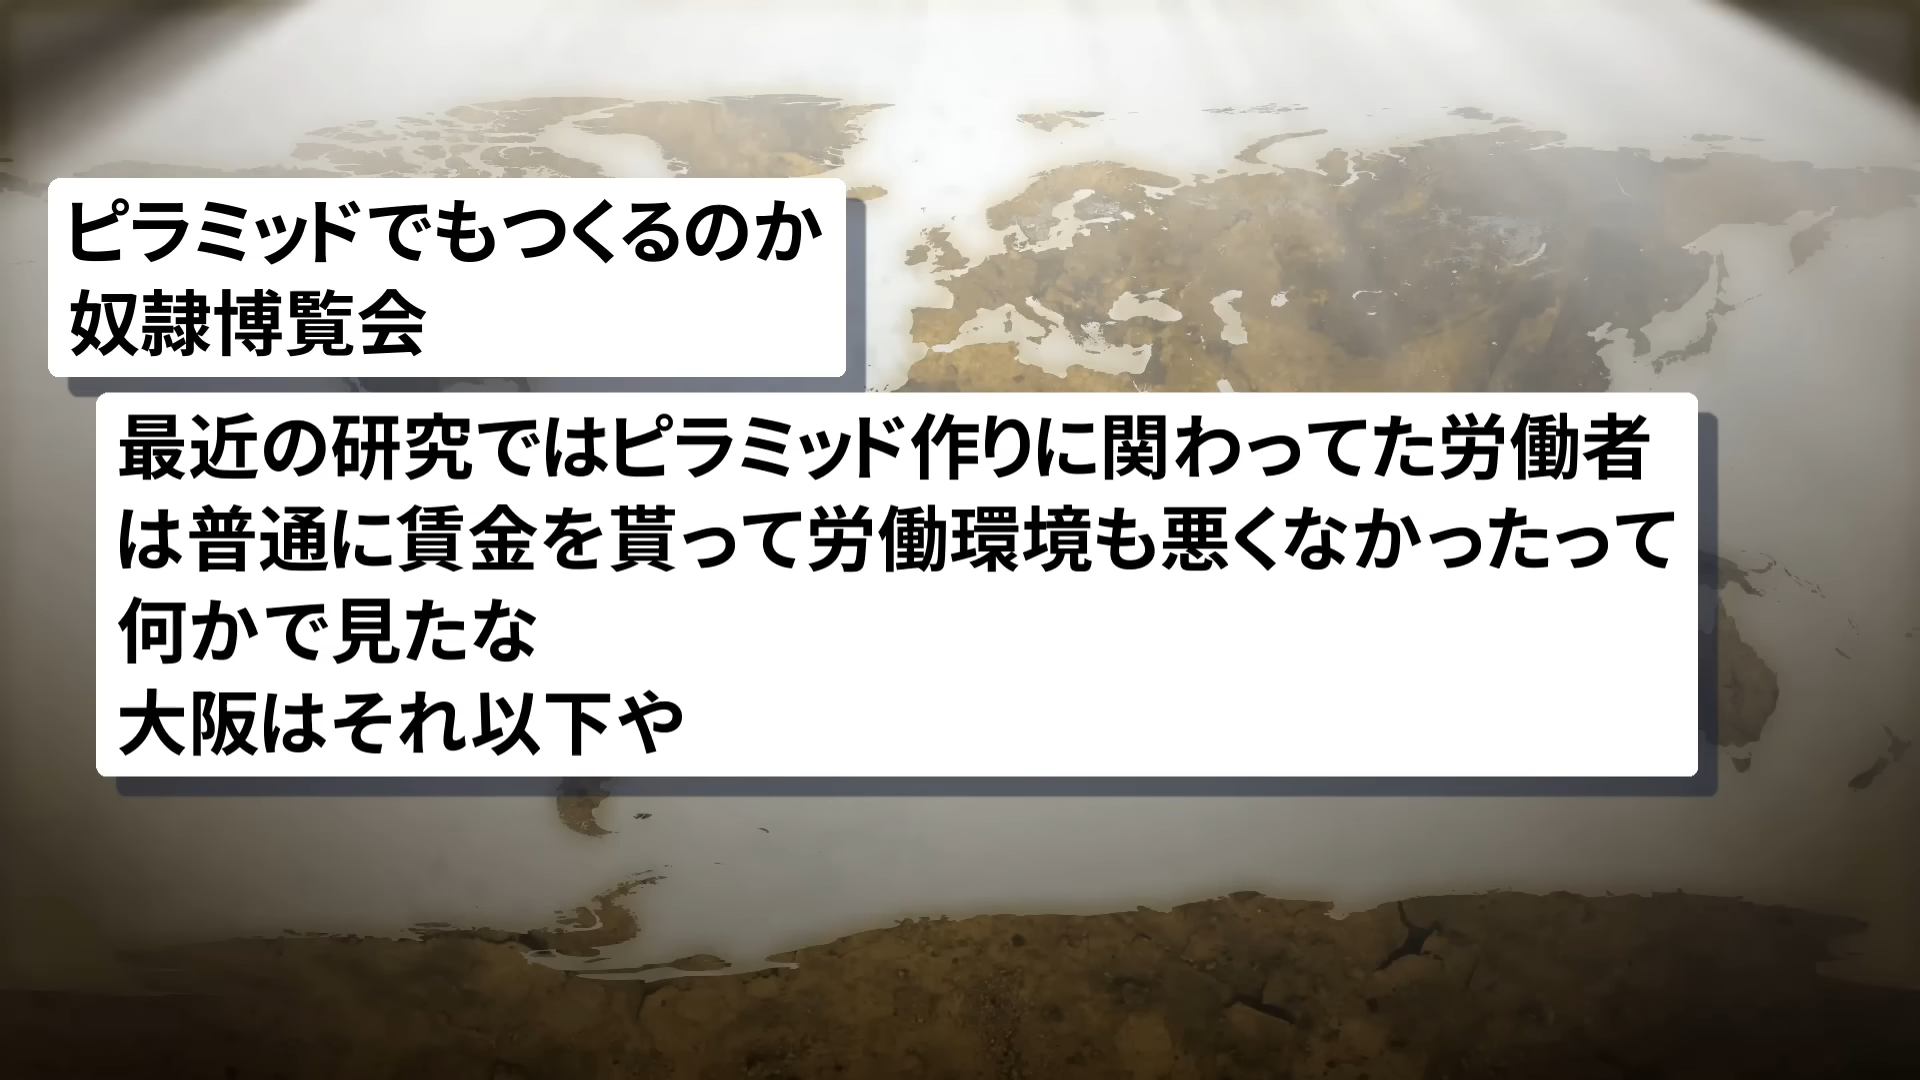 ピラミッドでもつくるのか
奴隷博覧会
最近の研究ではピラミッド作りに関わってた労働者
は普通に賃金を貰って労働環境も悪くなかったって
何かで見たな
大阪はそれ以下や